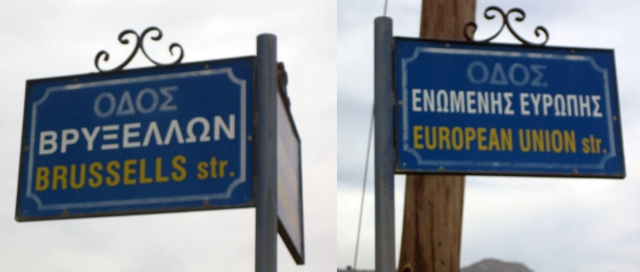 ΟΔΟΣ
ΒΡΥΞΕΛΛΩΝ
BRUSSELLS str.
ΟΔΟΣ
ΕΝΩΜΕΝΗΣ ΕΥΡΩΠΗΣ
EUROPEAN UNION str.